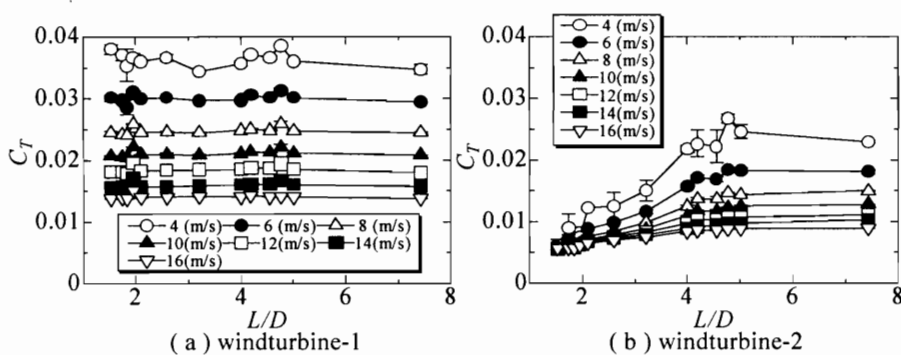 0.04
0.03
0.02
0.01
0
C_T
2 4 6 8
L/D
4 (m/s) 6 (m/s) 8 (m/s)
10(m/s) 12(m/s) 14(m/s)
16(m/s)
( a ) windturbine-1
0.04
0.03
0.02
0.01
0
C_T
4 (m/s)
6 (m/s)
8 (m/s)
10(m/s)
12(m/s)
14(m/s)
16(m/s)
2 4 6 8
L/D
( b ) windturbine-2